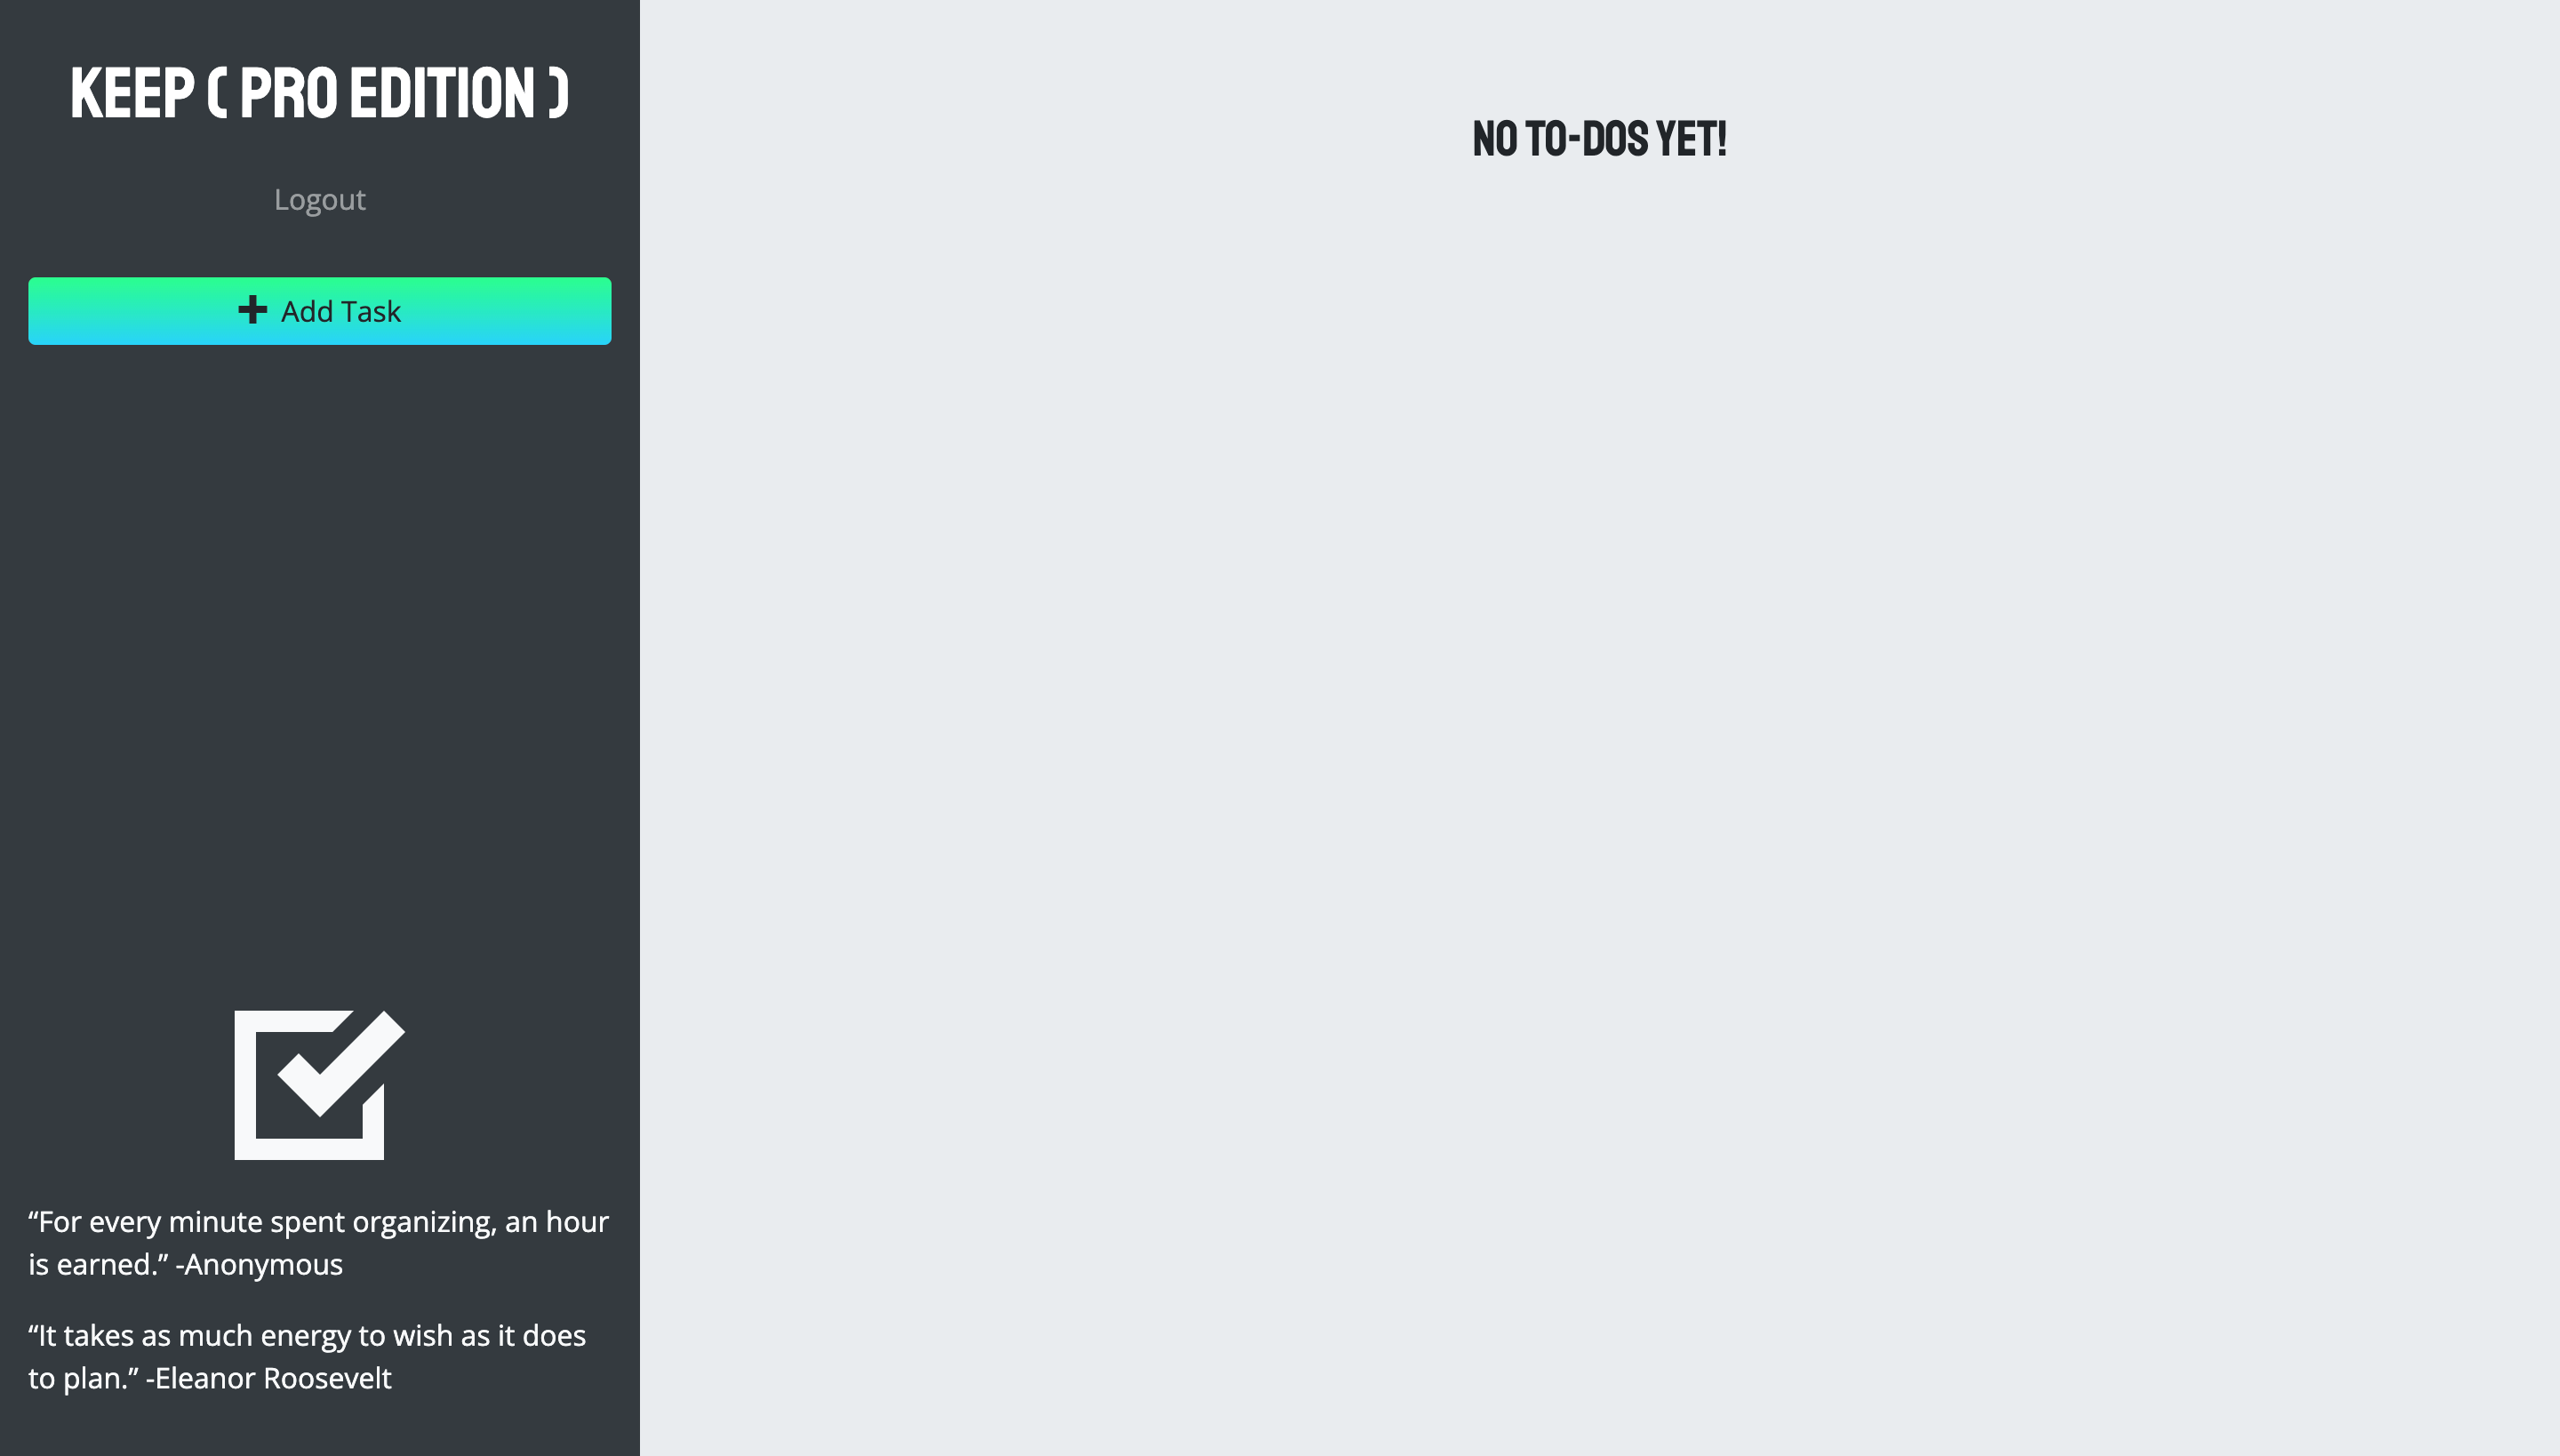 KEEP ( PRO EDITION )
Logout
Add Task
“For every minute spent organizing, an hour
is earned.” -Anonymous
“It takes as much energy to wish as it does
to plan.” -Eleanor Roosevelt
NO TO-DOS YET!